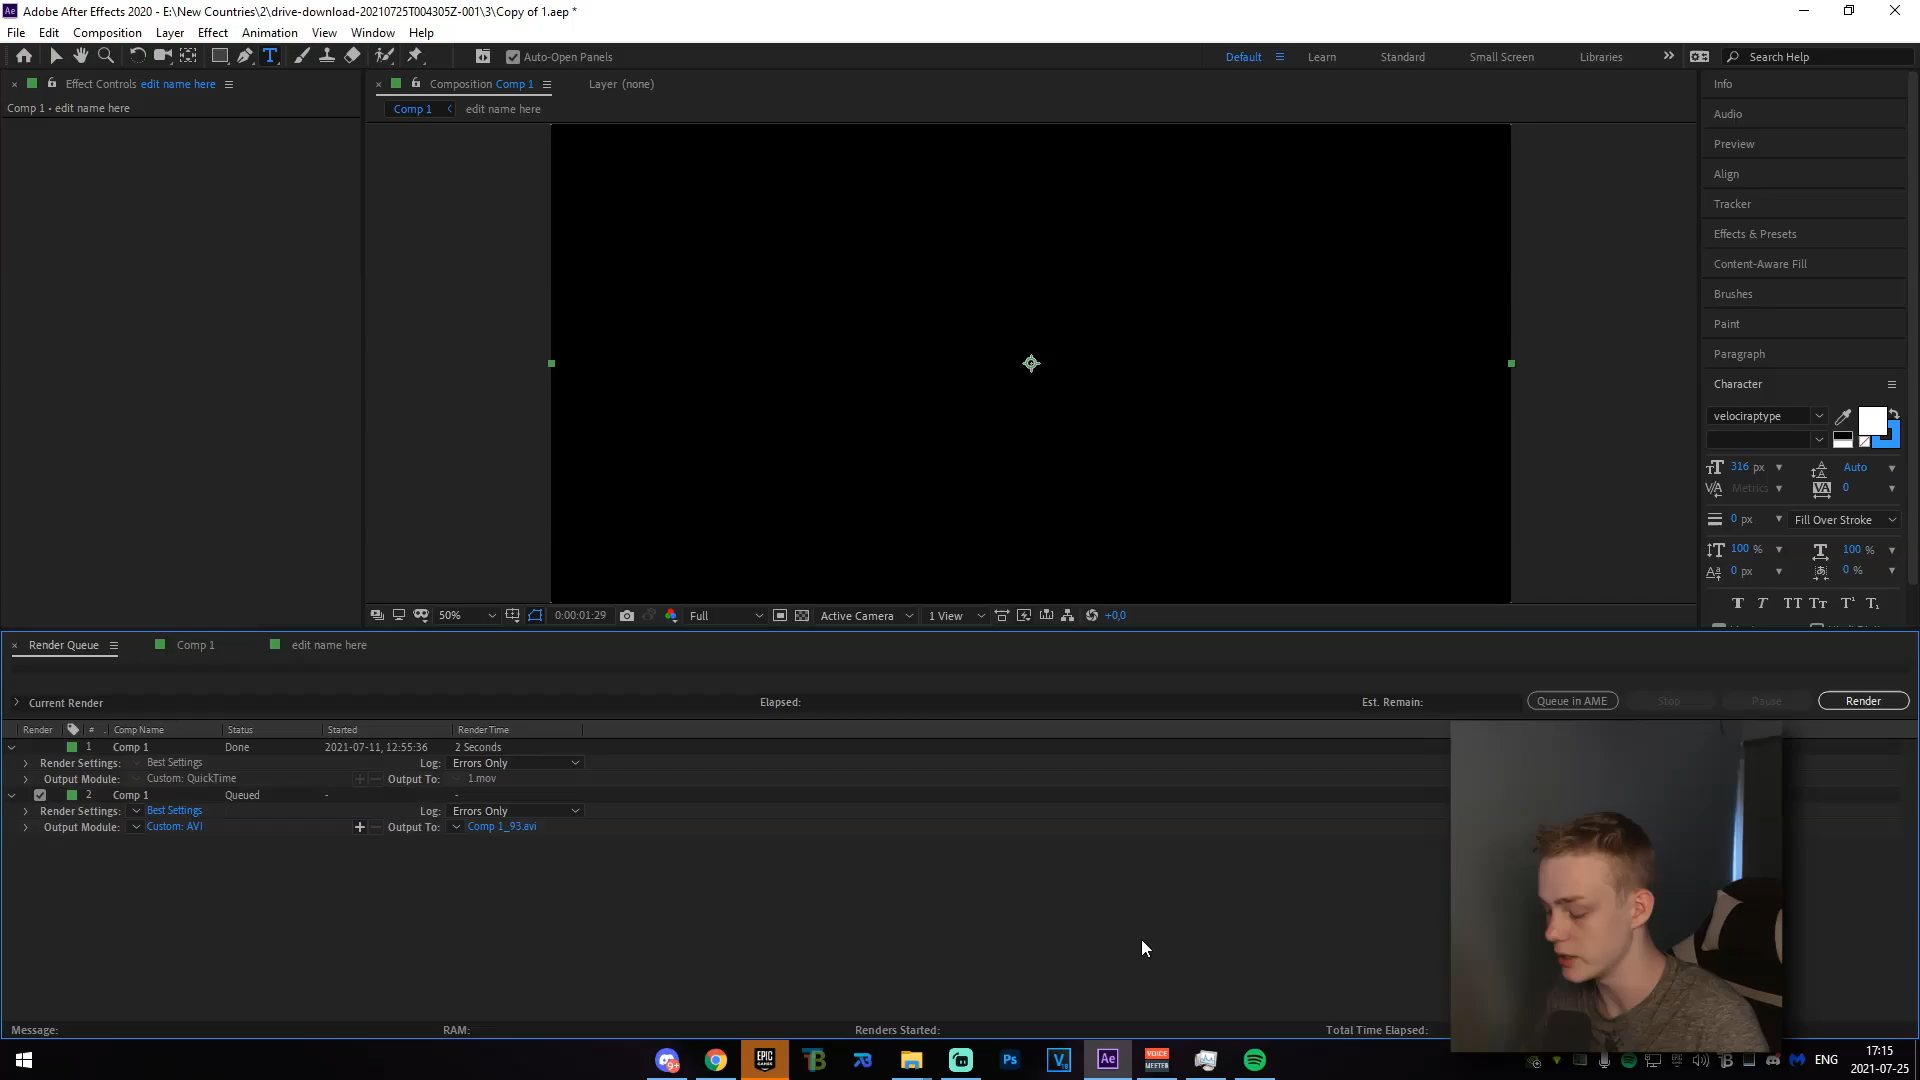 Adobe After Effects 2020 - E:\New Countries\2\drive-download-20210725T004305Z-001\3\Copy of 1.aep *
File Edit Composition Layer Effect Animation View Window Help
Auto-Open Panels
Default Learn Standard Small Screen Libraries Search Help
Effect Controls edit name here
Composition Comp 1
Layer (none)
Info
Comp 1 • edit name here
Comp 1 edit name here
Audio
Preview
Align
Tracker
Effects & Presets
Content-Aware Fill
Brushes
Paint
Paragraph
Character
velociraptype
316 px Auto
Metrics 0
0 px Fill Over Stroke
100 % 100 %
0 px 0 %
50% 0:00:01:29 Full Active Camera 1 View +0,0
Render Queue Comp 1 edit name here
Current Render Elapsed: Est. Remain: Queue in AME Stop Pause Render
Render # Comp Name Status Started Render Time
1 Comp 1 Done 2021-07-11, 12:55:36 2 Seconds
Render Settings: Best Settings Log: Errors Only
Output Module: Custom: QuickTime Output To: 1.mov
2 Comp 1 Queued - -
Render Settings: Best Settings Log: Errors Only
Output Module: Custom: AVI Output To: Comp 1_93.avi
Message: RAM: Renders Started: Total Time Elapsed:
EPIC GAMES
Ps
Ae
VOICE MEETER
ENG
17:15
2021-07-25